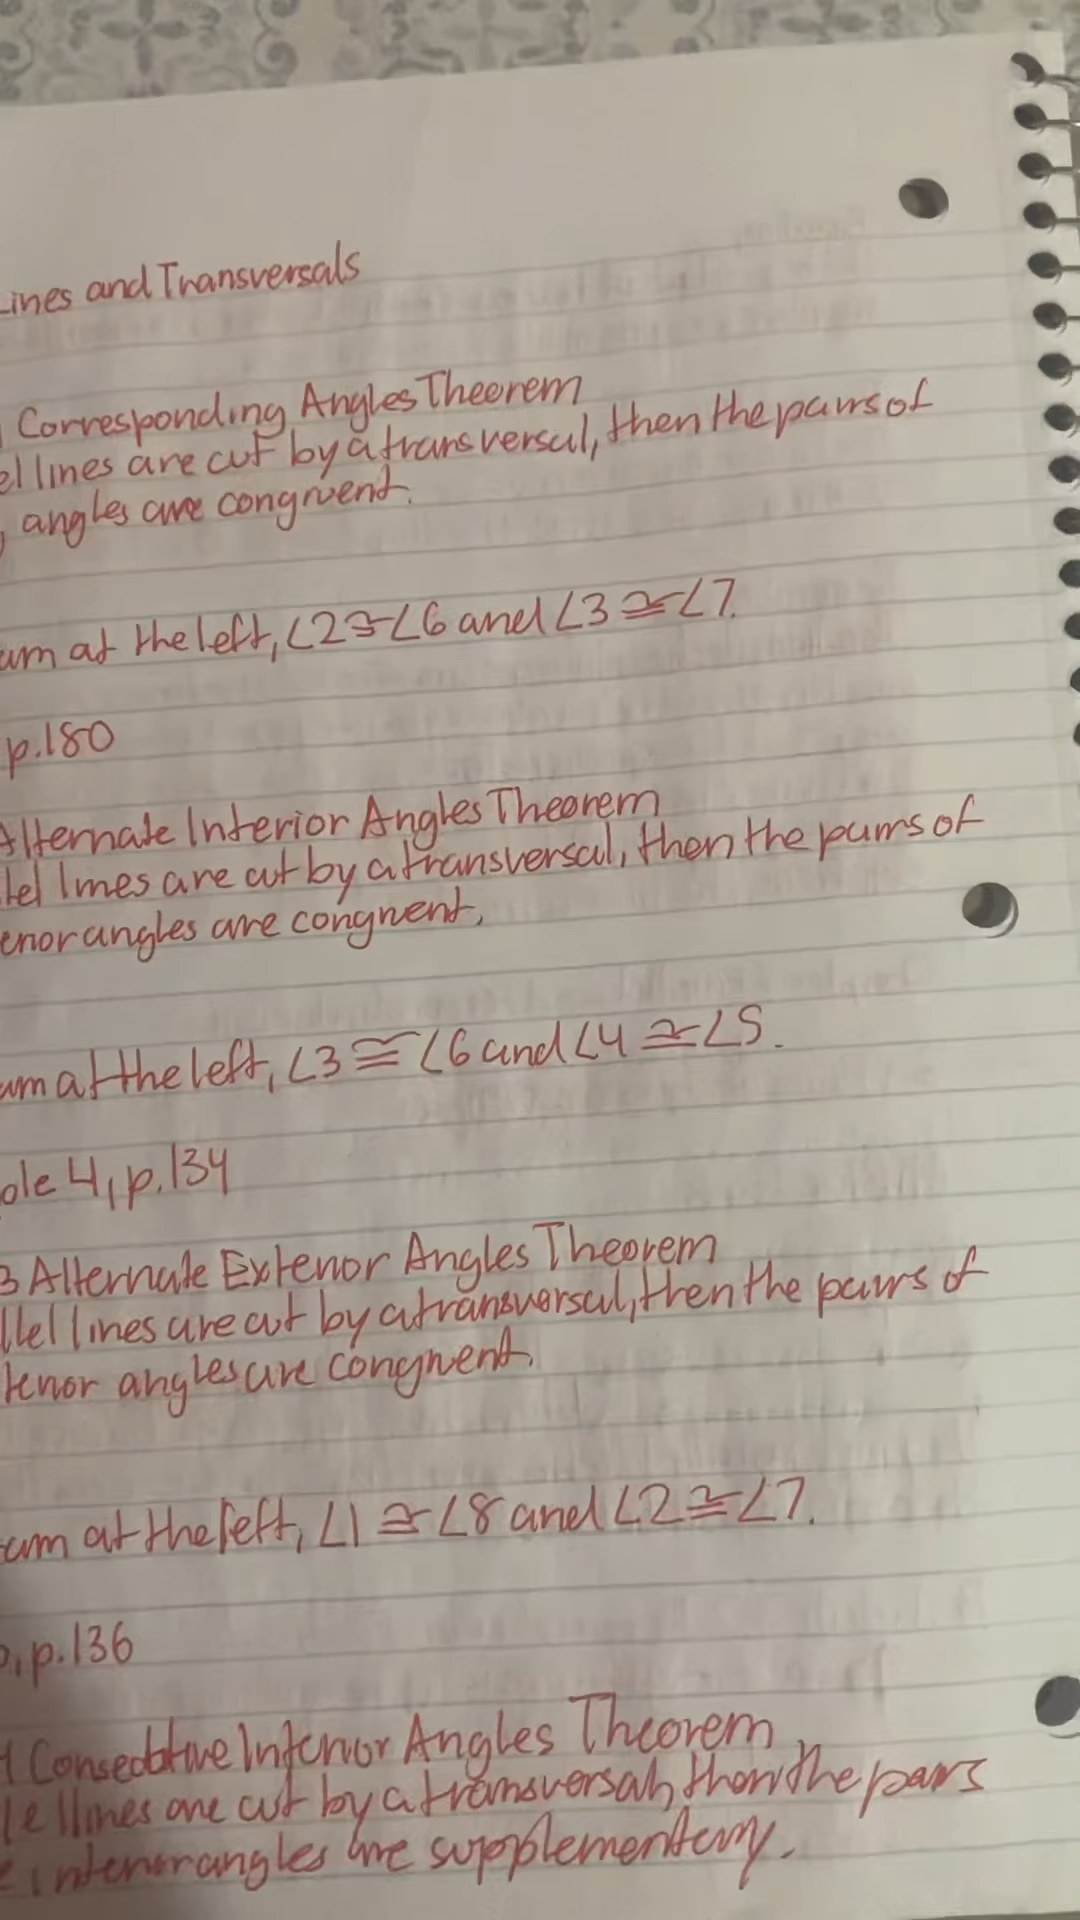 Lines and Transversals
Corresponding Angles Theorem
el lines are cut by a transversal, then the pairs of
angles are congruent.
am at the left, ∠2≅∠6 and ∠3≅∠7.
p.180
Alternate Interior Angles Theorem
lel lines are cut by a transversal, then the pairs of
erior angles are congruent.
am at the left, ∠3≅∠6 and ∠4≅∠5.
ple 4, p.134
3 Alternate Exterior Angles Theorem
llel lines are cut by a transversal, then the pairs of
terior angles are congruent.
am at the left, ∠1≅∠8 and ∠2≅∠7.
p.136
Consecutive Interior Angles Theorem
lel lines are cut by a transversal, then the pairs
e interior angles are supplementary.